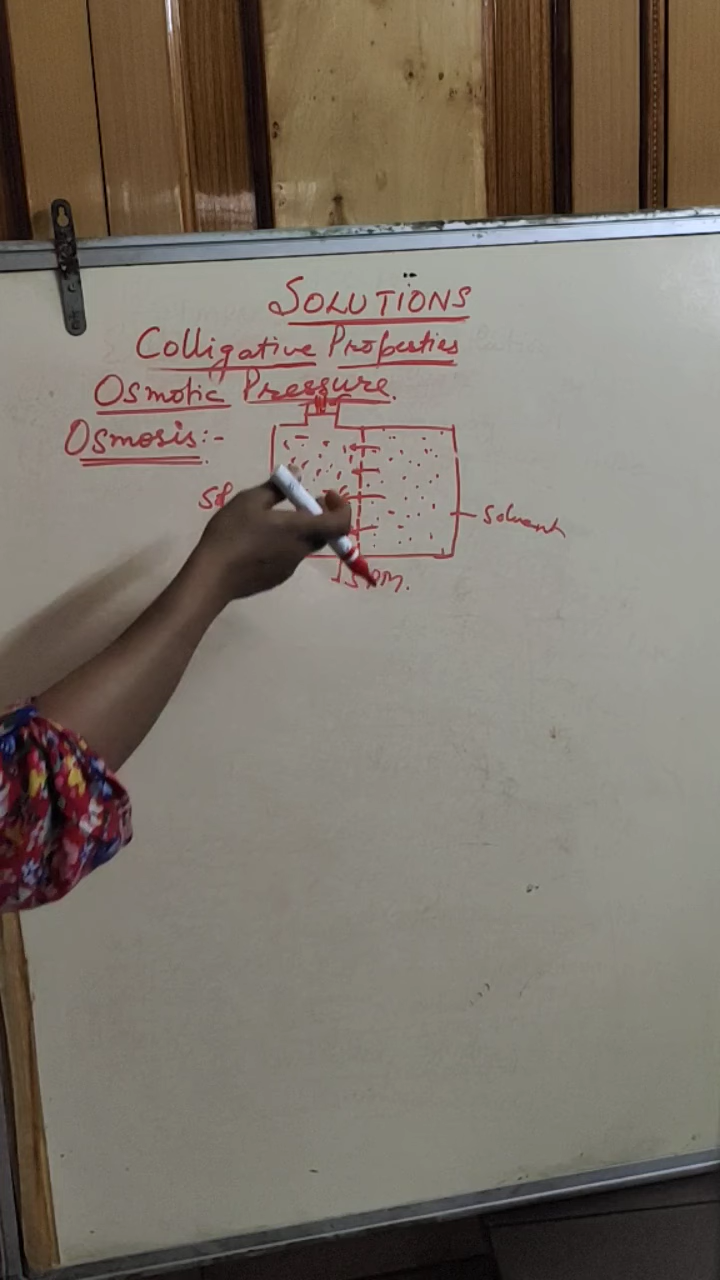 SOLUTIONS
Colligative Properties
Osmotic Pressure.
Osmosis:-
Solvent